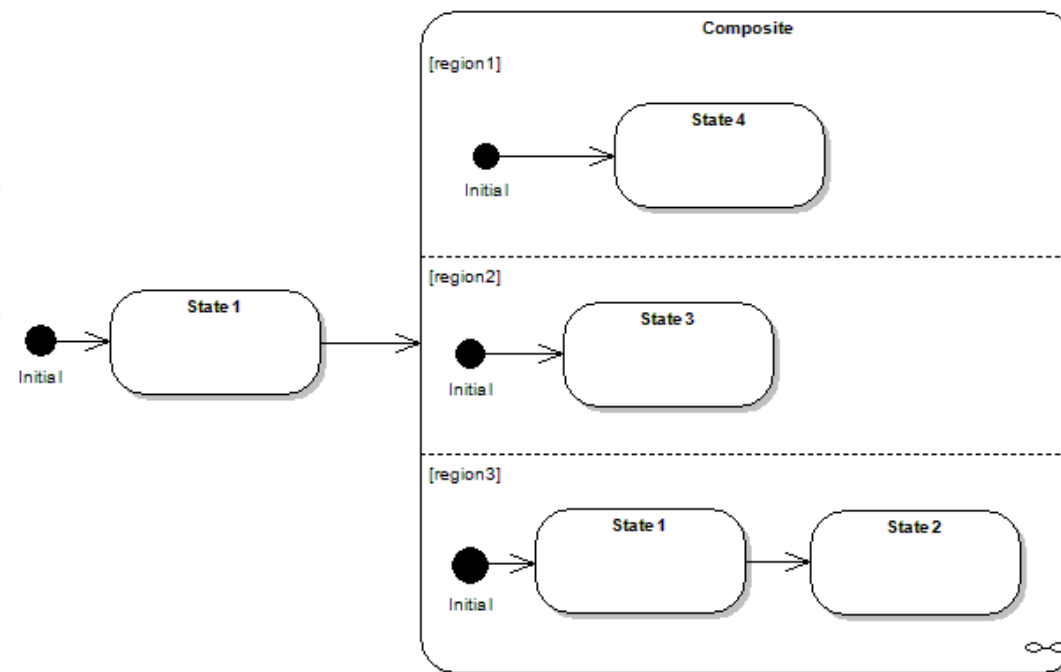 Composite
[region1]
State 4
Initial
[region2]
State 1
State 3
Initial
Initial
[region3]
State 1
State 2
Initial